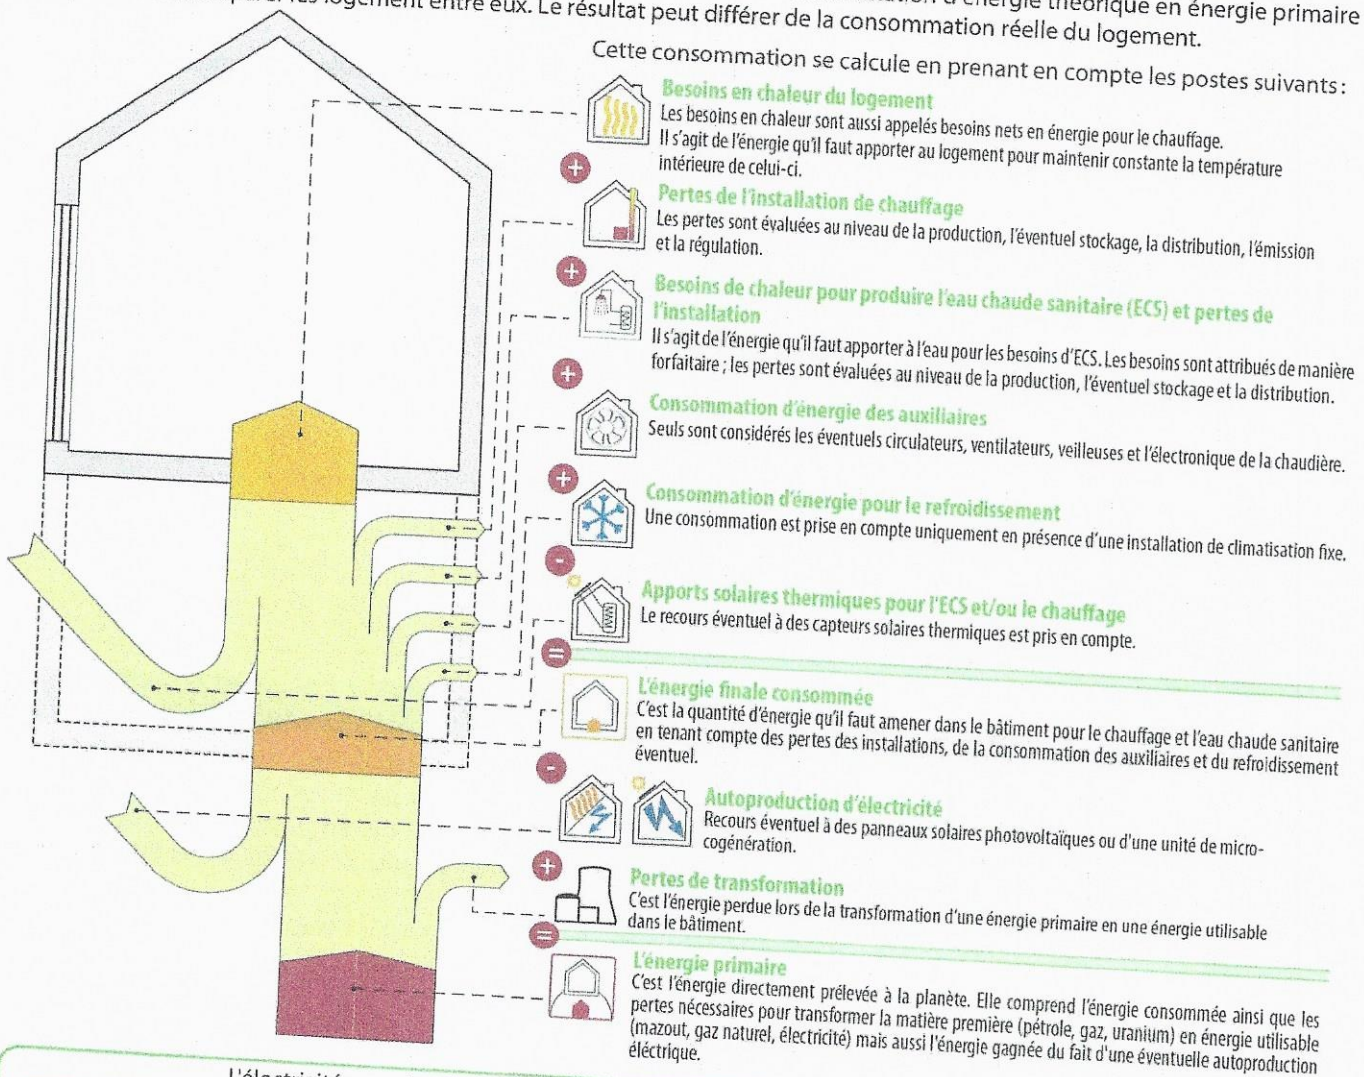 énergie théorique en énergie primaire
logement entre eux. Le résultat peut différer de la consommation réelle du logement.
Cette consommation se calcule en prenant en compte les postes suivants :
Besoins en chaleur du logement
Les besoins en chaleur sont aussi appelés besoins nets en énergie pour le chauffage.
Il s'agit de l'énergie qu'il faut apporter au logement pour maintenir constante la température
intérieure de celui-ci.
+
Pertes de l'installation de chauffage
Les pertes sont évaluées au niveau de la production, l'éventuel stockage, la distribution, l'émission
et la régulation.
+
Besoins de chaleur pour produire l'eau chaude sanitaire (ECS) et pertes de
l'installation
Il s'agit de l'énergie qu'il faut apporter à l'eau pour les besoins d'ECS. Les besoins sont attribués de manière
forfaitaire ; les pertes sont évaluées au niveau de la production, l'éventuel stockage et la distribution.
+
Consommation d'énergie des auxiliaires
Seuls sont considérés les éventuels circulateurs, ventilateurs, veilleuses et l'électronique de la chaudière.
+
Consommation d'énergie pour le refroidissement
Une consommation est prise en compte uniquement en présence d'une installation de climatisation fixe.
-
Apports solaires thermiques pour l'ECS et/ou le chauffage
Le recours éventuel à des capteurs solaires thermiques est pris en compte.
=
L'énergie finale consommée
C'est la quantité d'énergie qu'il faut amener dans le bâtiment pour le chauffage et l'eau chaude sanitaire
en tenant compte des pertes des installations, de la consommation des auxiliaires et du refroidissement
éventuel.
-
Autoproduction d'électricité
Recours éventuel à des panneaux solaires photovoltaïques ou d'une unité de micro-
cogénération.
+
Pertes de transformation
C'est l'énergie perdue lors de la transformation d'une énergie primaire en une énergie utilisable
dans le bâtiment.
=
L'énergie primaire
C'est l'énergie directement prélevée à la planète. Elle comprend l'énergie consommée ainsi que les
pertes nécessaires pour transformer la matière première (pétrole, gaz, uranium) en énergie utilisable
(mazout, gaz naturel, électricité) mais aussi l'énergie gagnée du fait d'une éventuelle autoproduction
éléctrique.
L'électricité